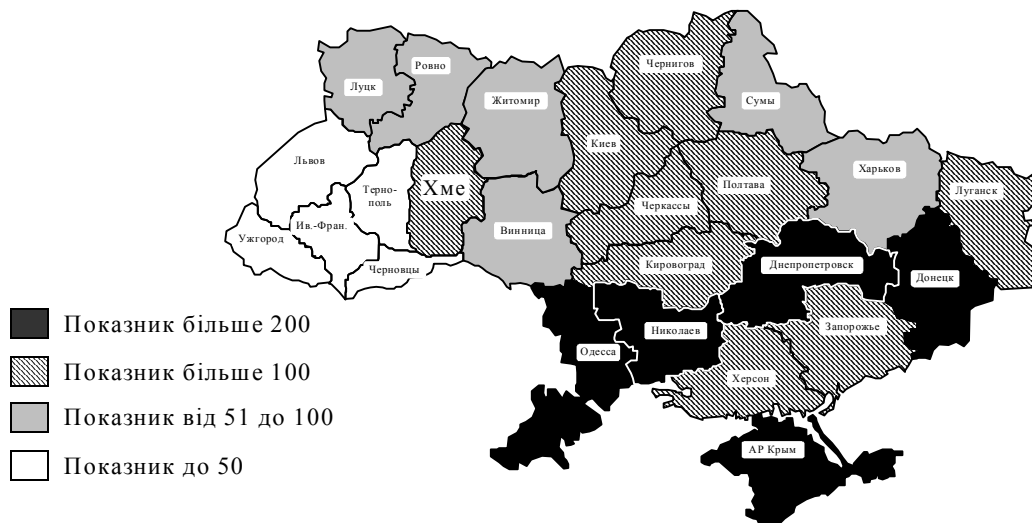 Чернигов
Ровно
Луцк
Житомир
Сумы
Киев
Львов
Харьков
Хме
Терно-
поль
Полтава
Луганск
Черкассы
Ив.-Фран.
Винница
Ужгород
Черновцы
Кировоград
Днепропетровск
Донецк
Николаев
Запорожье
Одесса
Херсон
АР Крым
Показник більше 200
Показник більше 100
Показник від 51 до 100
Показник до 50